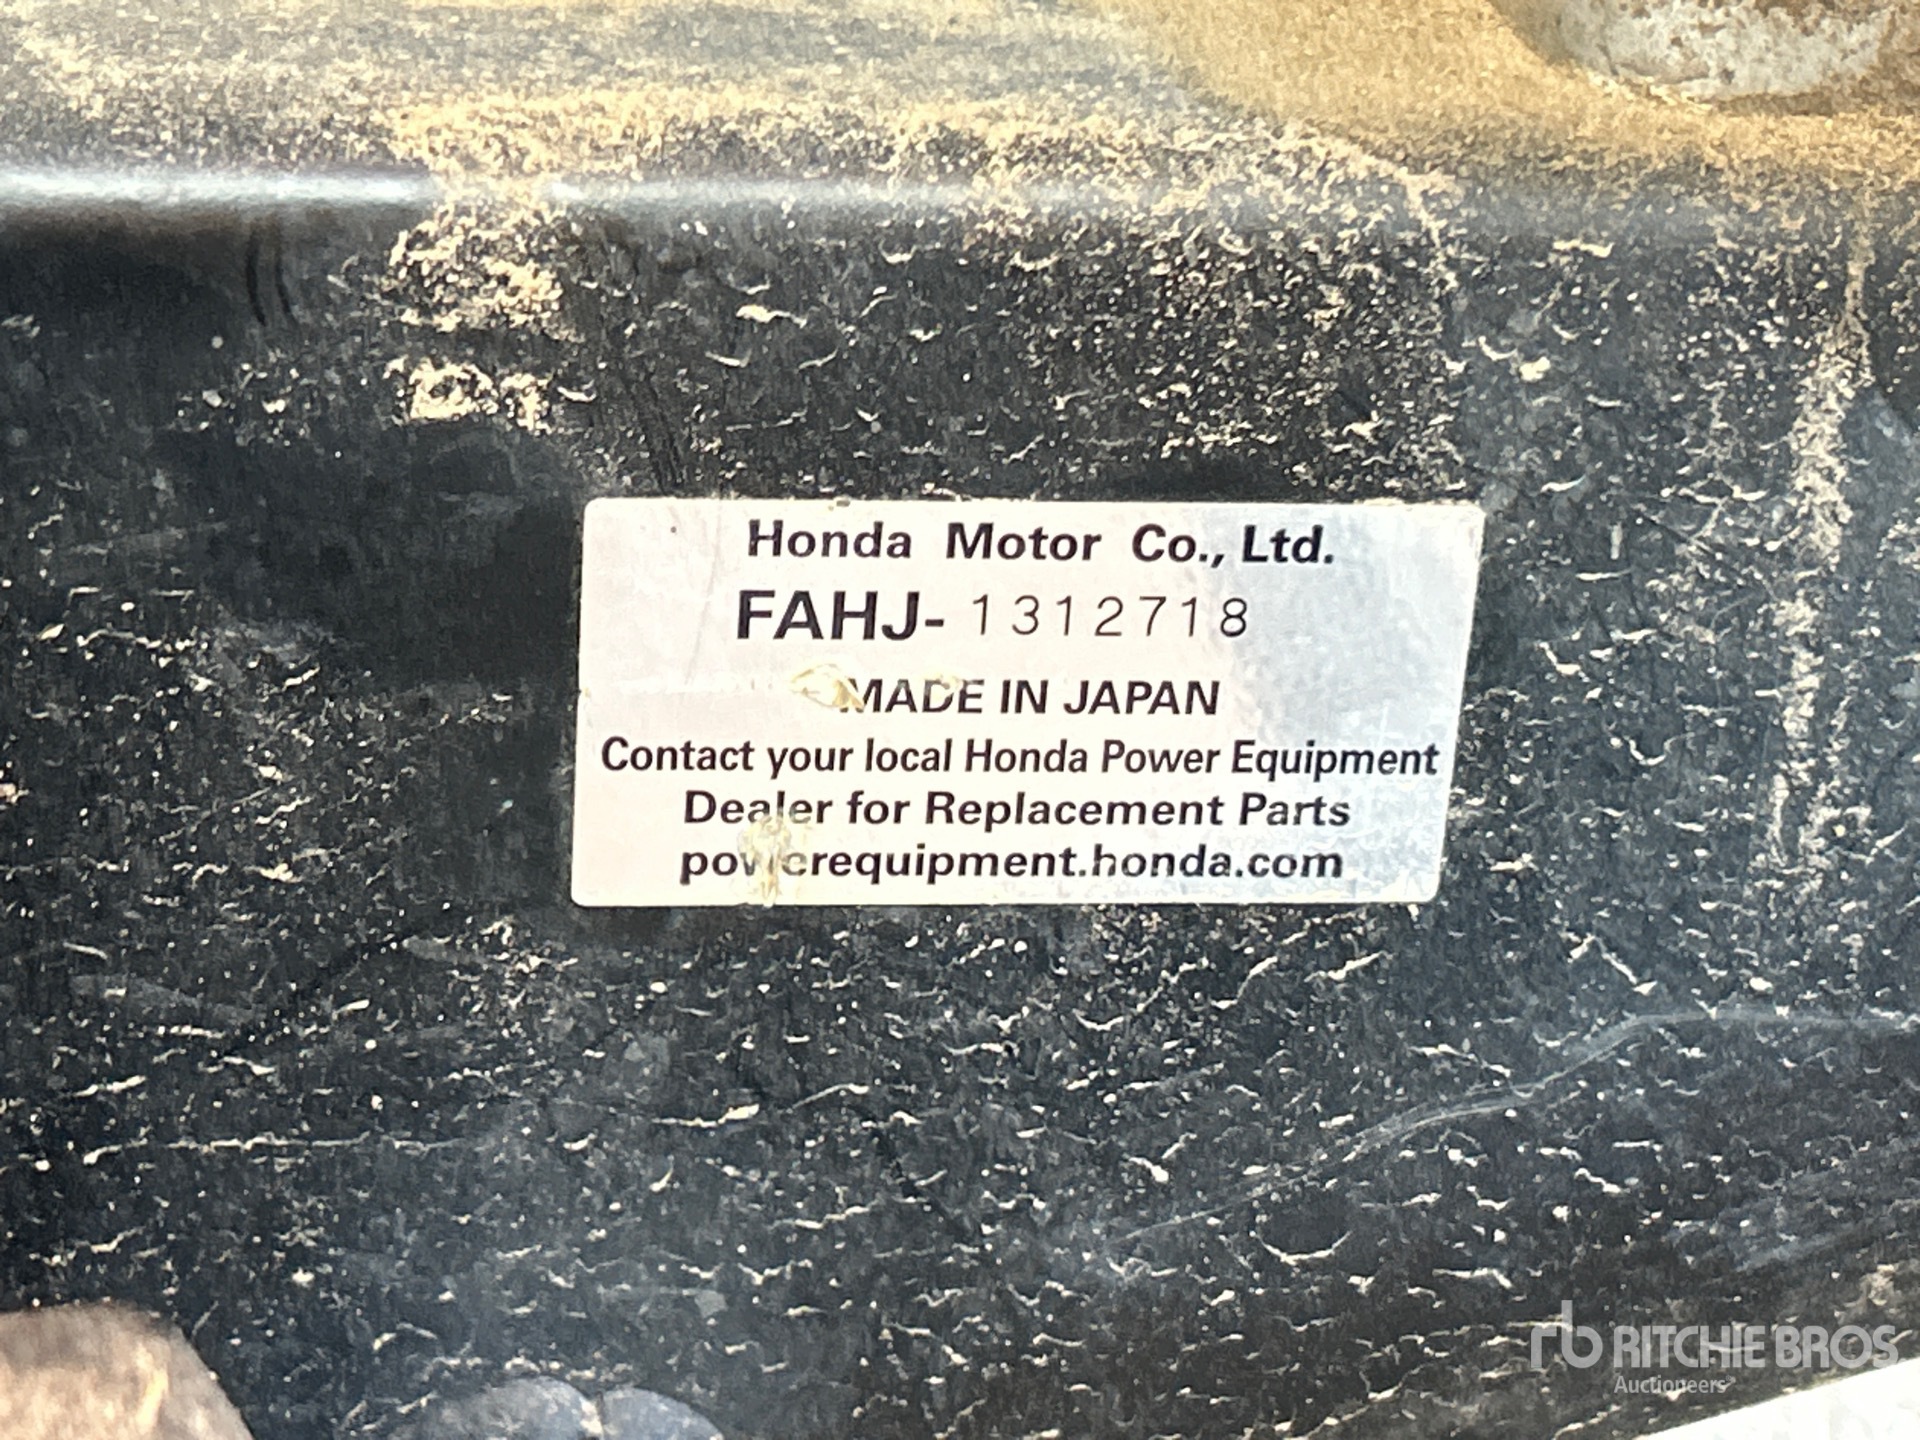 Honda Motor Co., Ltd.
FAHJ- 1312718
MADE IN JAPAN
Contact your local Honda Power Equipment
Dealer for Replacement Parts
powerequipment.honda.com
rb RITCHIE BROS
Auctioneers